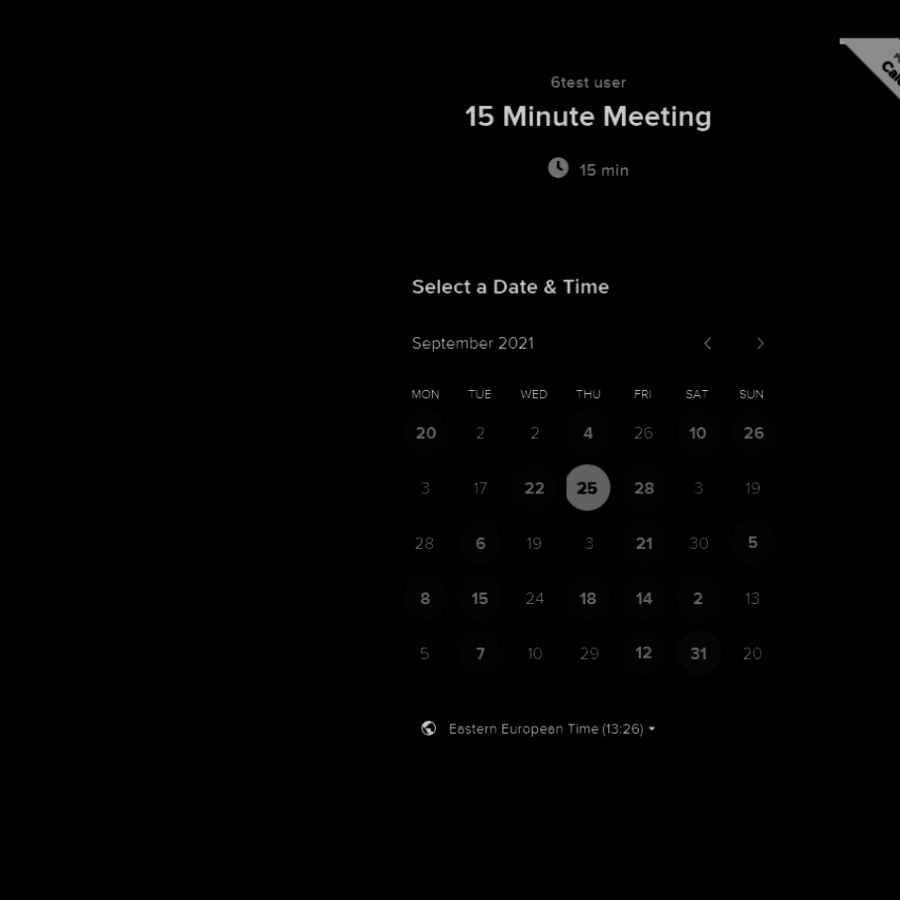 6test user
15 Minute Meeting
15 min
Select a Date & Time
September 2021
MON TUE WED THU FRI SAT SUN
20 2 2 4 26 10 26
3 17 22 25 28 3 19
28 6 19 3 21 30 5
8 15 24 18 14 2 13
5 7 10 29 12 31 20
Eastern European Time (13:26)